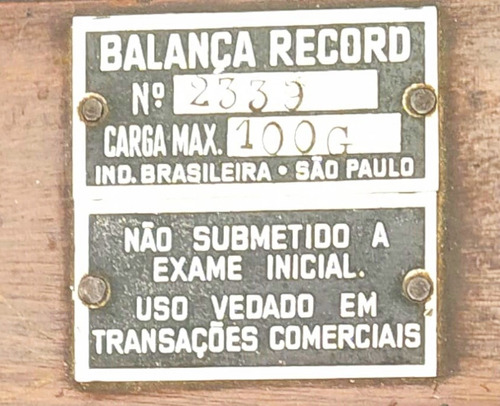 BALANÇA RECORD
Nº 2339
CARGA MAX. 100G
IND. BRASILEIRA • SÃO PAULO
NÃO SUBMETIDO A
EXAME INICIAL.
USO VEDADO EM
TRANSAÇÕES COMERCIAIS